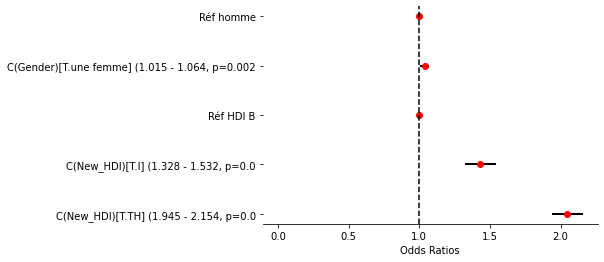 Réf homme
C(Gender)[T.une femme] (1.015 - 1.064, p=0.002
Réf HDI B
C(New_HDI)[T.I] (1.328 - 1.532, p=0.0
C(New_HDI)[T.TH] (1.945 - 2.154, p=0.0
0.0 0.5 1.0 1.5 2.0
Odds Ratios